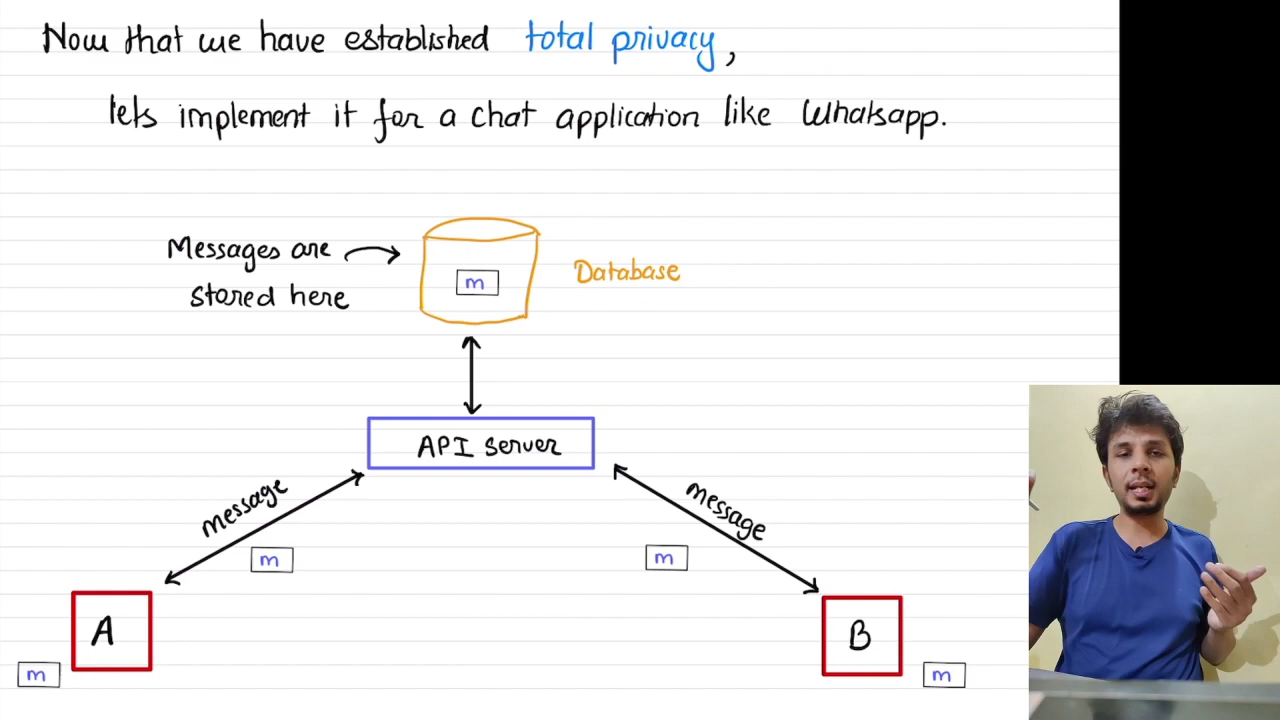 Now that we have established total privacy,
lets implement it for a chat application like Whatsapp.
Messages are
stored here
m
Database
API server
message
message
m
m
A
B
m
m